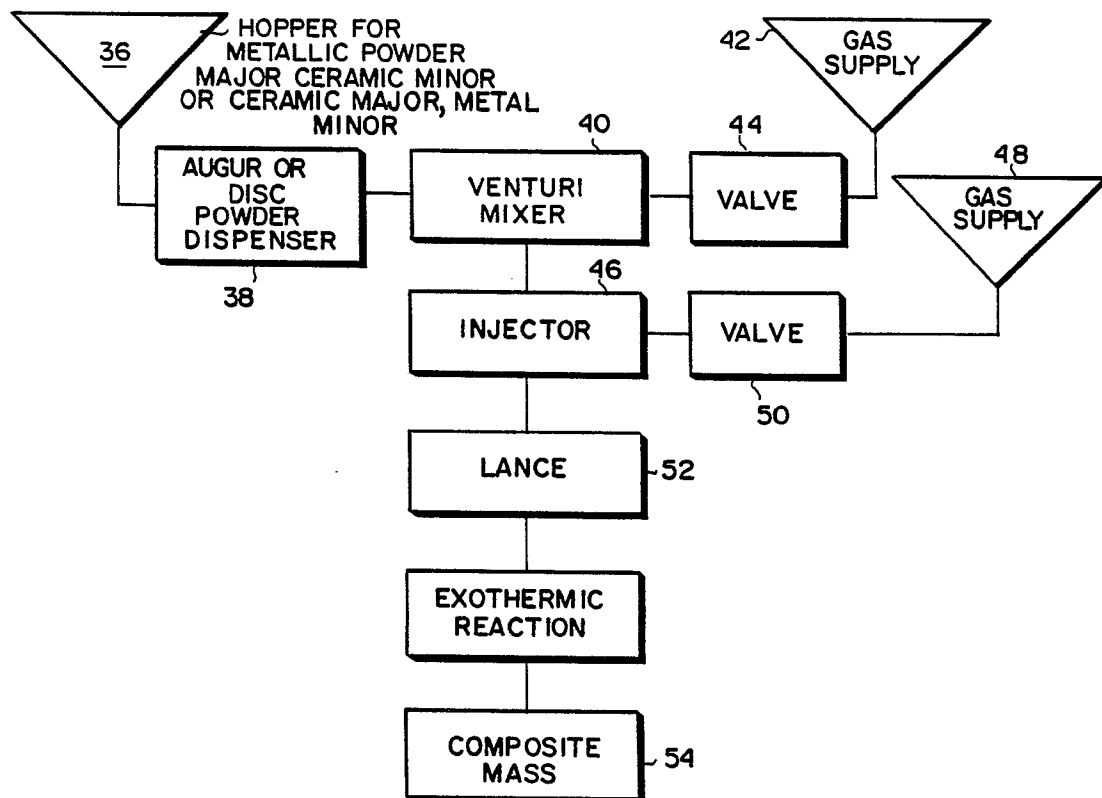 36
HOPPER FOR
METALLIC POWDER
MAJOR CERAMIC MINOR
OR CERAMIC MAJOR, METAL
MINOR
42
GAS
SUPPLY
AUGUR OR
DISC
POWDER
DISPENSER
38
40
VENTURI
MIXER
44
VALVE
48
GAS
SUPPLY
46
INJECTOR
VALVE
50
LANCE
52
EXOTHERMIC
REACTION
COMPOSITE
MASS
54